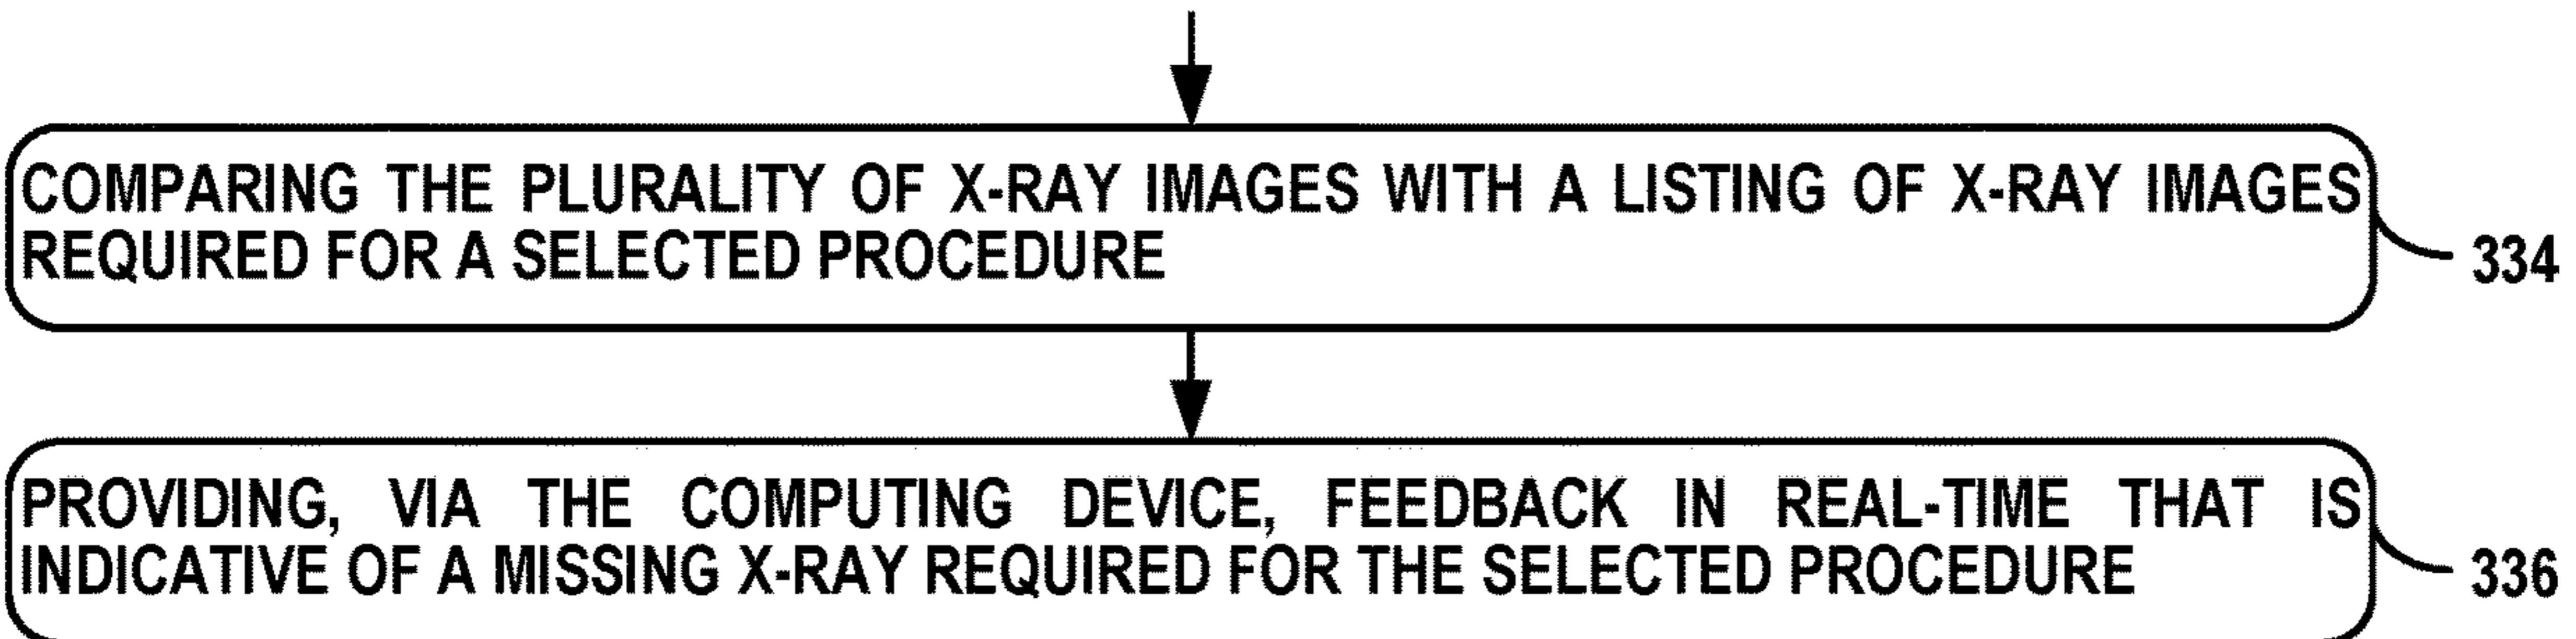 COMPARING THE PLURALITY OF X-RAY IMAGES WITH A LISTING OF X-RAY IMAGES
REQUIRED FOR A SELECTED PROCEDURE
334
PROVIDING, VIA THE COMPUTING DEVICE, FEEDBACK IN REAL-TIME THAT IS
INDICATIVE OF A MISSING X-RAY REQUIRED FOR THE SELECTED PROCEDURE
336